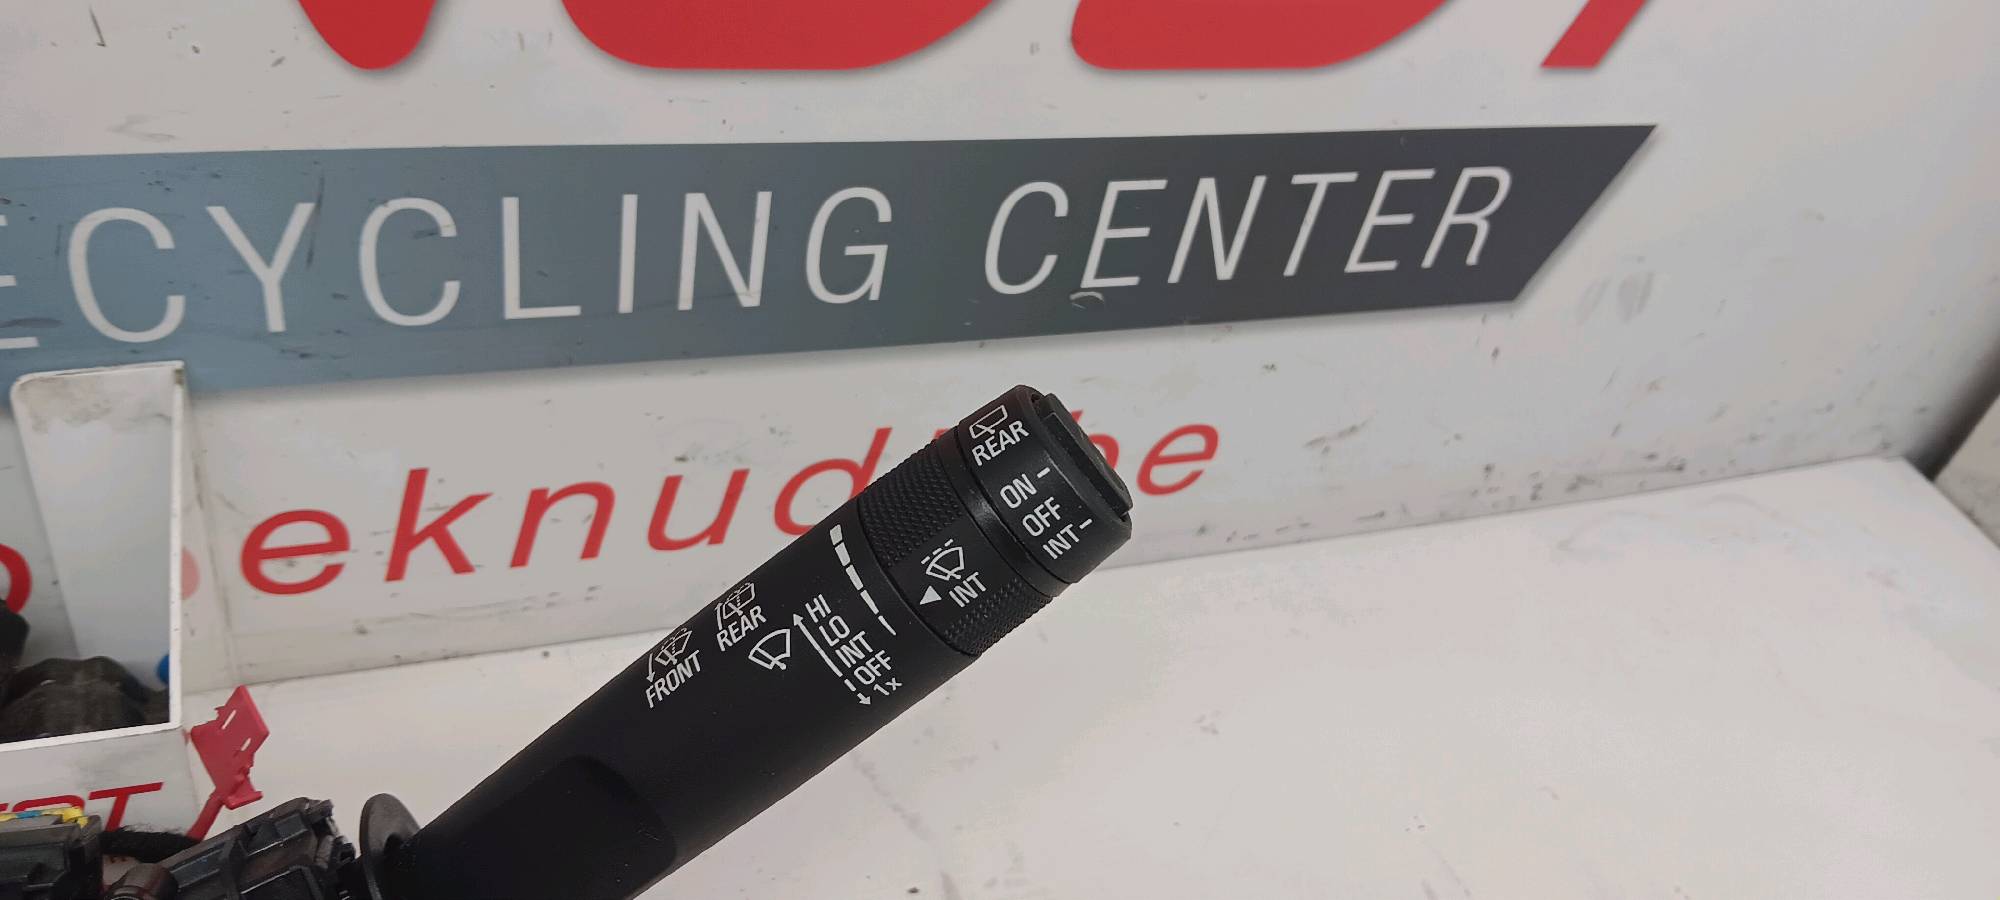 ECYCLING CENTER
eknud
e
REAR
ON -
OFF
INT-
INT
HI
LO
INT
OFF
1x
REAR
FRONT